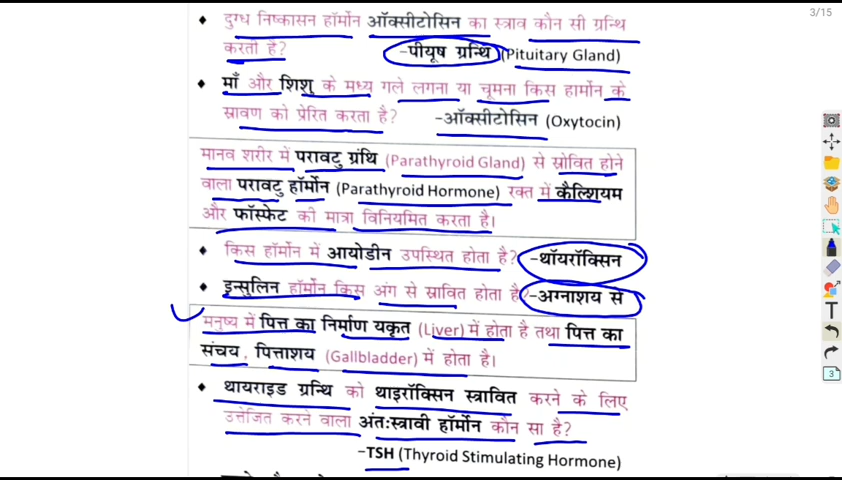 3/15
♦ दुग्ध निष्कासन हॉर्मोन ऑक्सीटोसिन का स्त्राव कौन सी ग्रन्थि
करती है?
-पीयूष ग्रन्थि (Pituitary Gland)
♦ माँ और शिशु के मध्य गले लगना या चूमना किस हार्मोन के
स्रावण को प्रेरित करता है? -ऑक्सीटोसिन (Oxytocin)
मानव शरीर में परावटु ग्रंथि (Parathyroid Gland) से स्रोवित होने
वाला परावटु हॉर्मोन (Parathyroid Hormone) रक्त में कैल्शियम
और फॉस्फेट की मात्रा विनियमित करता है।
♦ किस हॉर्मोन में आयोडीन उपस्थित होता है? -थॉयरॉक्सिन
♦ इन्सुलिन हॉर्मोन किस अंग से स्रावित होता है? -अग्नाशय से
मनुष्य में पित्त का निर्माण यकृत (Liver) में होता है तथा पित्त का
संचय, पित्ताशय (Gallbladder) में होता है।
♦ थायराइड ग्रन्थि को थाइरॉक्सिन स्त्रावित करने के लिए
उत्तेजित करने वाला अंतःस्त्रावी हॉर्मोन कौन सा है?
-TSH (Thyroid Stimulating Hormone)
T
3